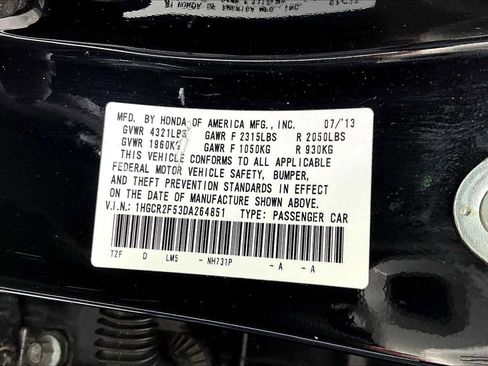 MFD. BY HONDA OF AMERICA MFG., INC. 07/'13
GVWR 4321LBS GAWR F 2315LBS R 2050LBS
GVWR 1960KG GAWR F 1050KG R 930KG
THIS VEHICLE CONFORMS TO ALL APPLICABLE
FEDERAL MOTOR VEHICLE SAFETY, BUMPER,
AND THEFT PREVENTION STANDARDS IN EFFECT
ON THE DATE OF MANUFACTURE SHOWN ABOVE.
V.I.N.: 1HGCR2F53DA264851 TYPE: PASSENGER CAR
T2F D LM5 - NH731P - A - A